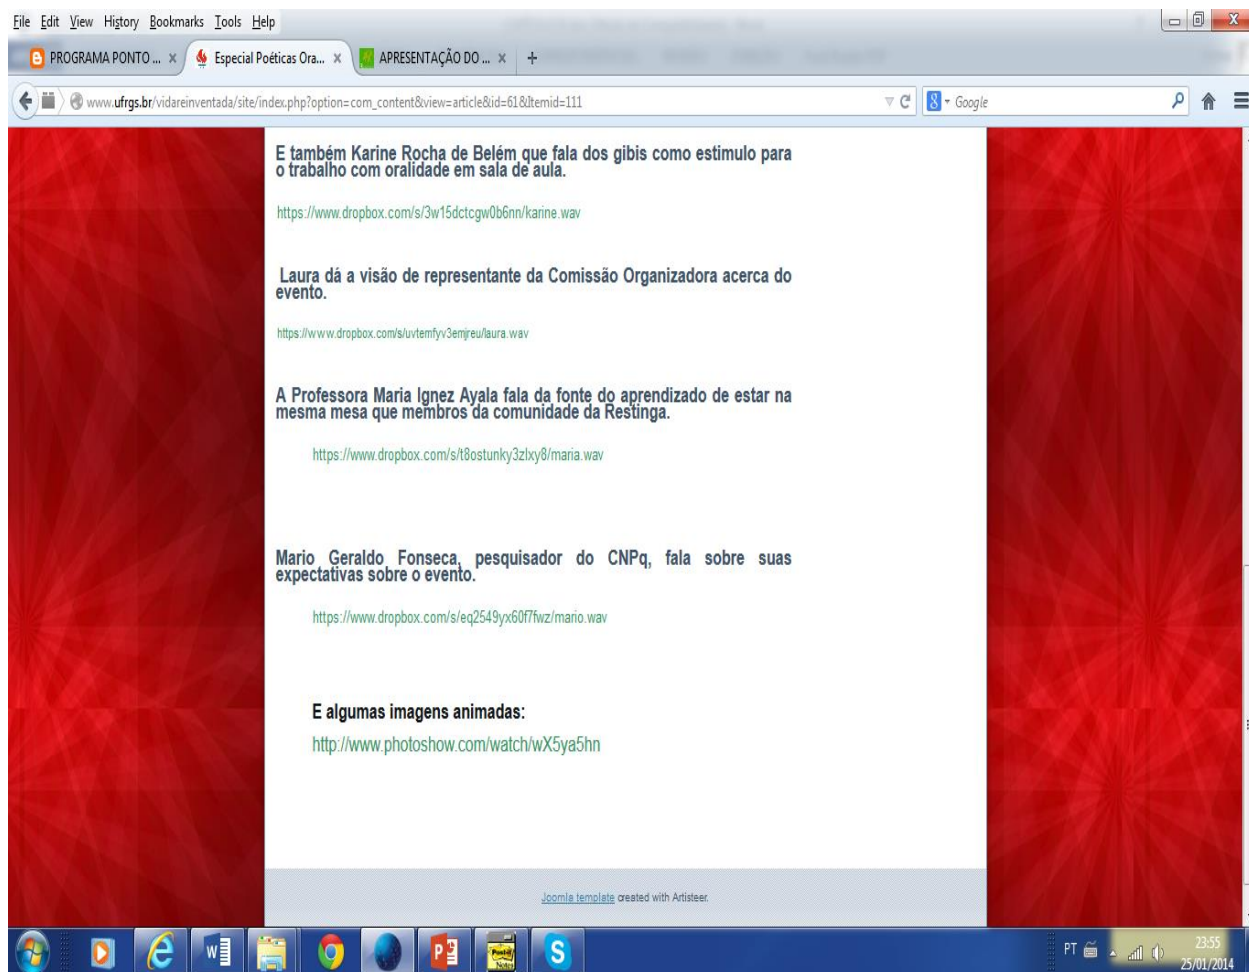 File Edit View History Bookmarks Tools Help
PROGRAMA PONTO ... x Especial Poéticas Ora... x APRESENTAÇÃO DO ... x +
www.ufrgs.br/vidareinventada/site/index.php?option=com_content&view=article&id=61&Itemid=111 Google
E também Karine Rocha de Belém que fala dos gibis como estimulo para
o trabalho com oralidade em sala de aula.
https://www.dropbox.com/s/3w15dctcgw0b6nn/karine.wav
Laura dá a visão de representante da Comissão Organizadora acerca do
evento.
https://www.dropbox.com/s/uvtemfyv3emjreu/laura.wav
A Professora Maria Ignez Ayala fala da fonte do aprendizado de estar na
mesma mesa que membros da comunidade da Restinga.
https://www.dropbox.com/s/t8ostunky3zlxy8/maria.wav
Mario Geraldo Fonseca, pesquisador do CNPq, fala sobre suas
expectativas sobre o evento.
https://www.dropbox.com/s/eq2549yx60f7fwz/mario.wav
E algumas imagens animadas:
http://www.photoshow.com/watch/wX5ya5hn
Joomla template created with Artisteer.
PT 23:55
25/01/2014